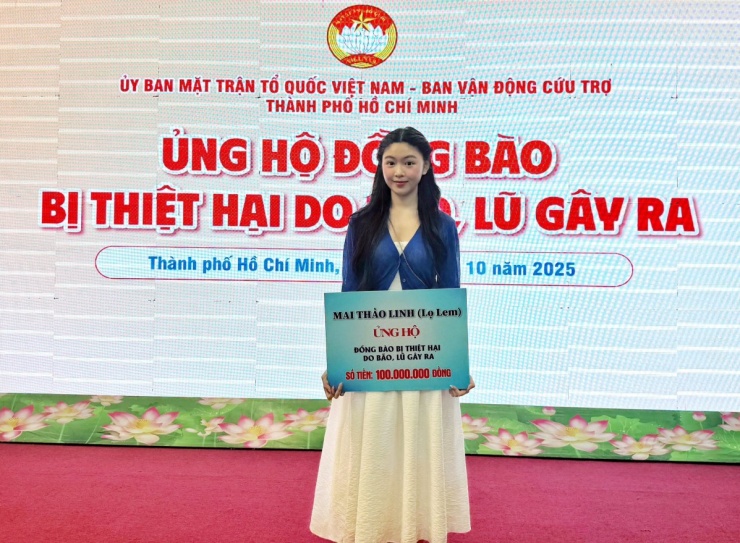 ỦY BAN MẶT TRẬN TỔ QUỐC VIỆT NAM - BAN VẬN ĐỘNG CỨU TRỢ
THÀNH PHỐ HỒ CHÍ MINH
ỦNG HỘ ĐỒNG BÀO
BỊ THIỆT HẠI DO LŨ GÂY RA
Thành phố Hồ Chí Minh, 10 năm 2025
MAI THẢO LINH (Lọ Lem)
ỦNG HỘ
ĐỒNG BÀO BỊ THIỆT HẠI
DO BÃO, LŨ GÂY RA
SỐ TIỀN: 100.000.000 ĐỒNG